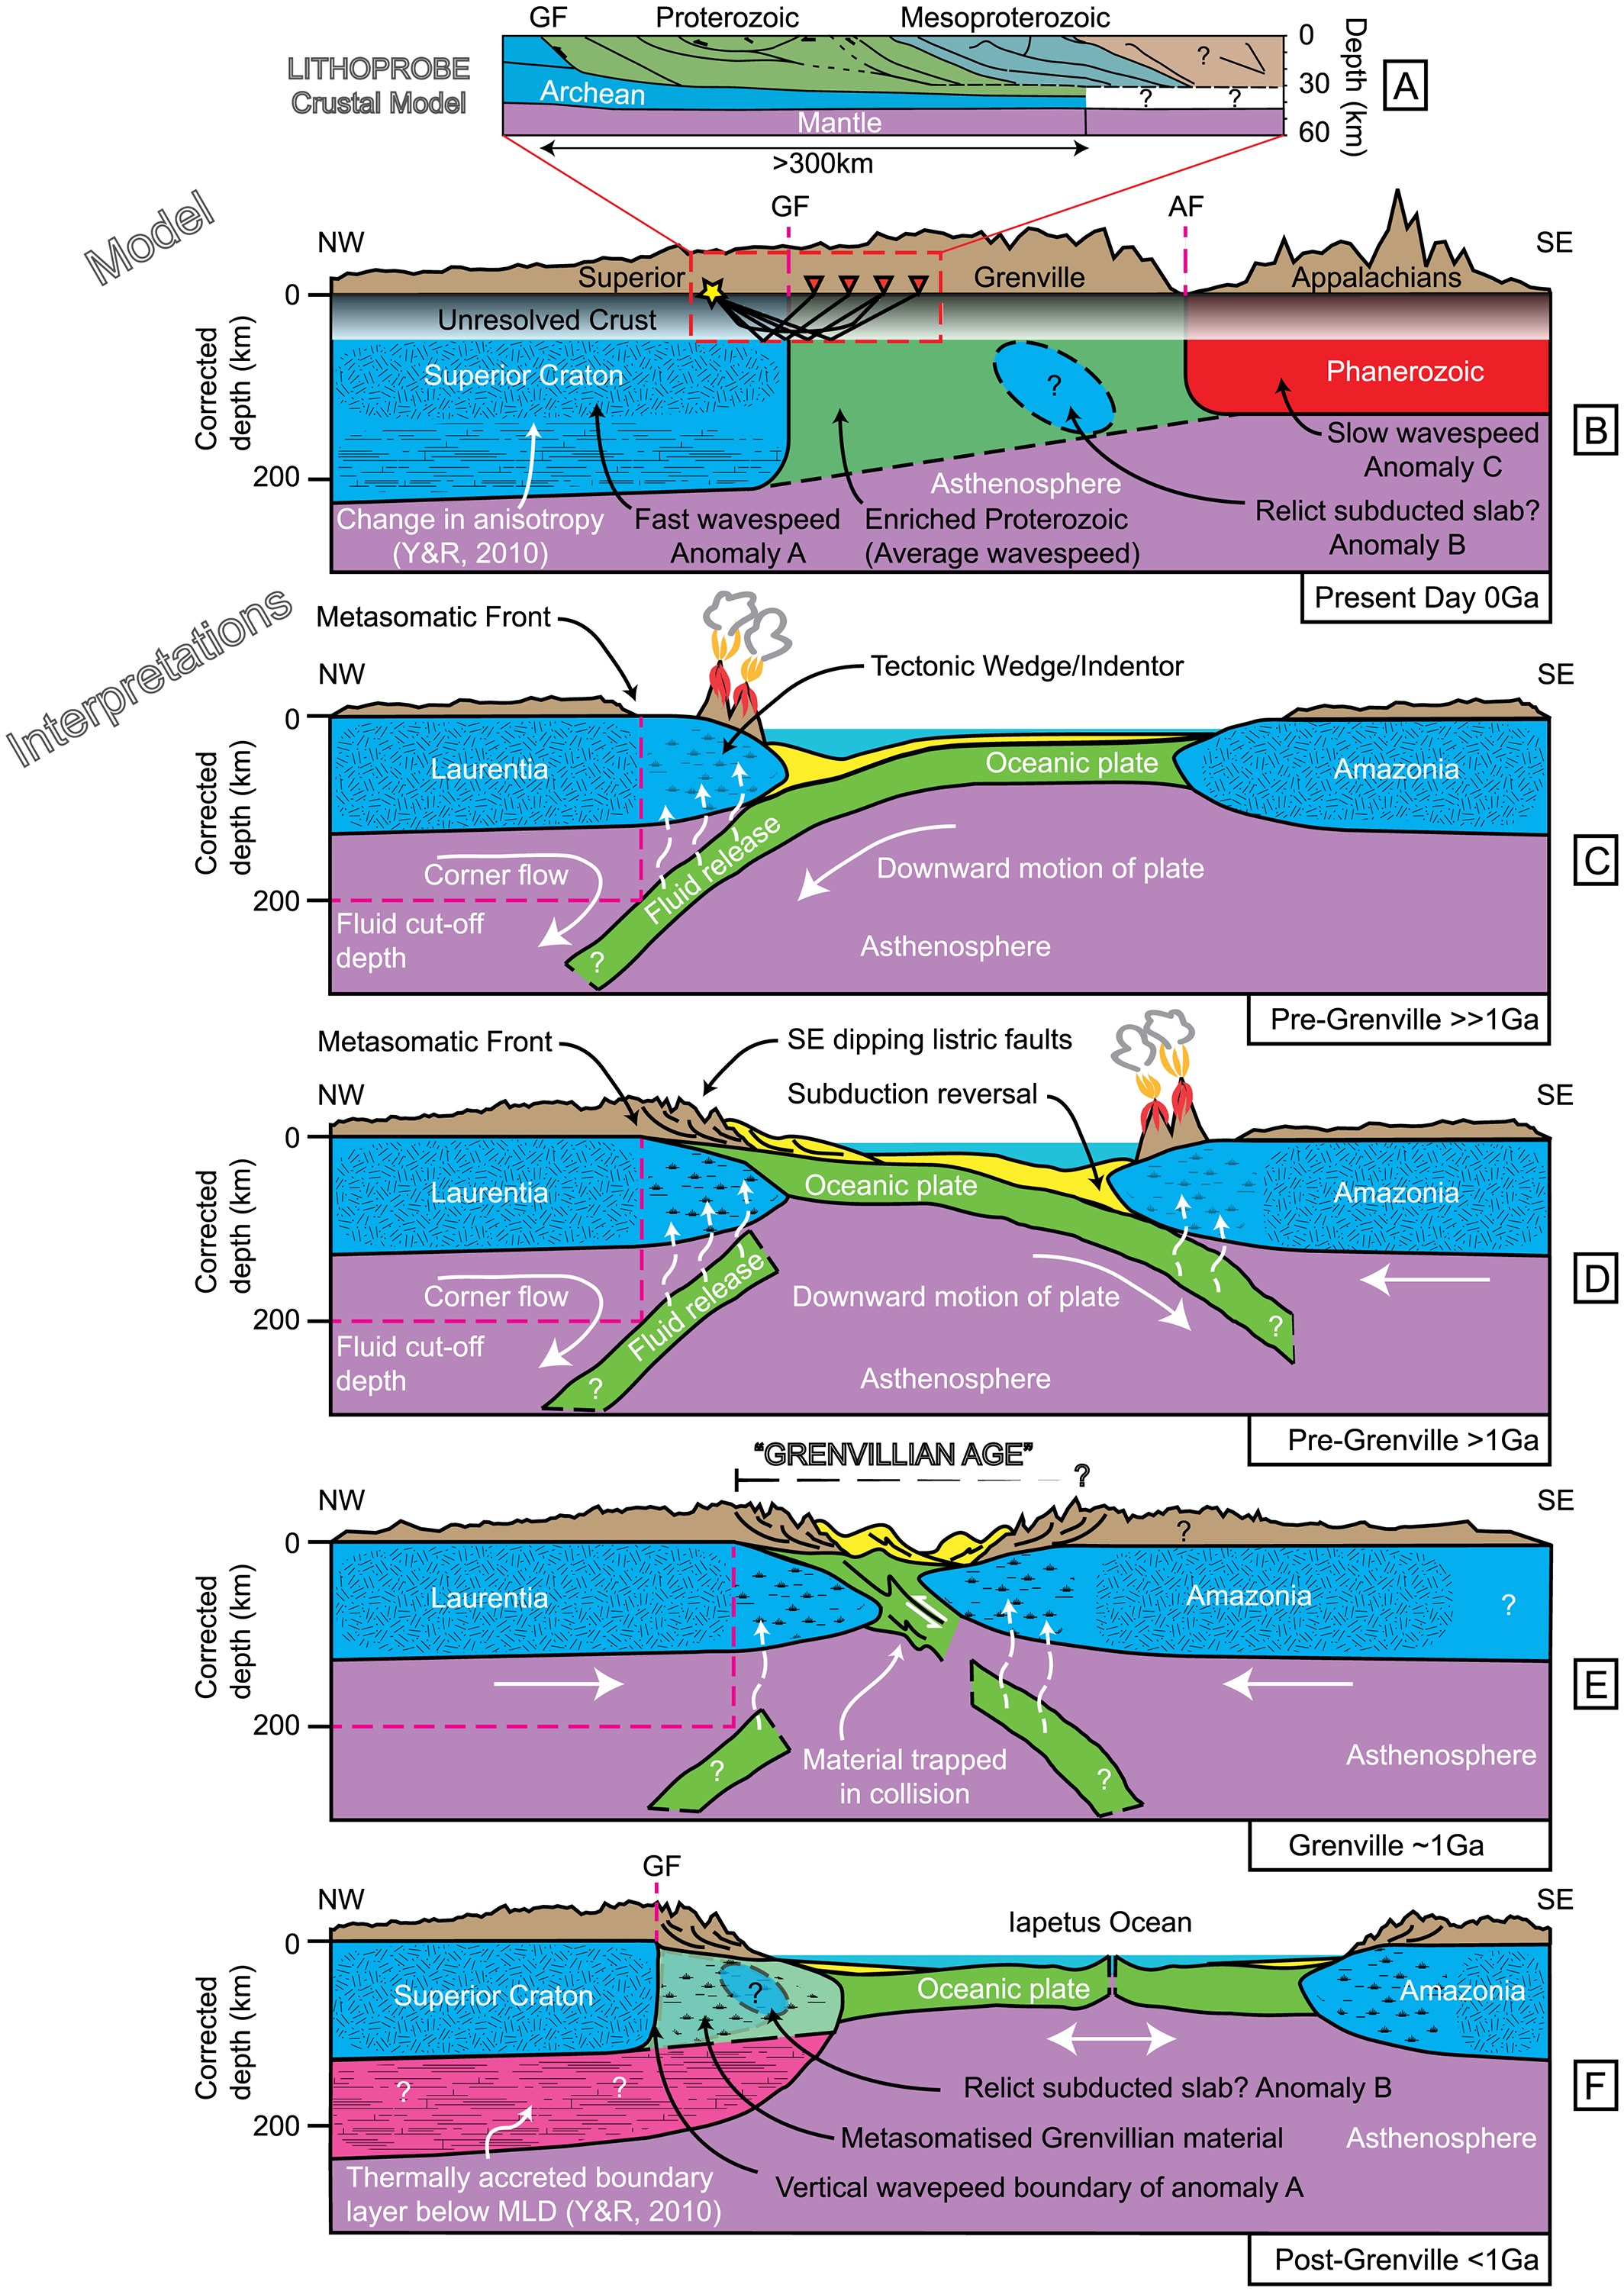 GF Proterozoic Mesoproterozoic
LITHOPROBE
Crustal Model
Archean
Mantle
?
? ?
0
30
60
Depth (km)
A
>300km
Model
GF
AF
NW
SE
Superior
Grenville
Appalachians
0
200
Corrected
depth (km)
Unresolved Crust
Superior Craton
?
Phanerozoic
Slow wavespeed
Anomaly C
B
Asthenosphere
Change in anisotropy
(Y&R, 2010)
Fast wavespeed
Anomaly A
Enriched Proterozoic
(Average wavespeed)
Relict subducted slab?
Anomaly B
Present Day 0Ga
Interpretations
Metasomatic Front
NW
Tectonic Wedge/Indentor
SE
0
200
Corrected
depth (km)
Laurentia
Oceanic plate
Amazonia
Fluid release
Corner flow
Downward motion of plate
C
Fluid cut-off
depth
?
Asthenosphere
Pre-Grenville >>1Ga
Metasomatic Front
SE dipping listric faults
NW
Subduction reversal
SE
0
200
Corrected
depth (km)
Laurentia
Oceanic plate
Amazonia
Fluid release
D
Corner flow
Downward motion of plate
?
Fluid cut-off
depth
?
Asthenosphere
Pre-Grenville >1Ga
“GRENVILLIAN AGE”
?
NW
SE
0
200
Corrected
depth (km)
?
Laurentia
Amazonia
?
E
?
Material trapped
in collision
?
Asthenosphere
Grenville ~1Ga
GF
NW
SE
Iapetus Ocean
0
200
Corrected
depth (km)
Superior Craton
?
Oceanic plate
Amazonia
? ?
Relict subducted slab? Anomaly B
F
Metasomatised Grenvillian material
Asthenosphere
Thermally accreted boundary
layer below MLD (Y&R, 2010)
Vertical wavepeed boundary of anomaly A
Post-Grenville <1Ga